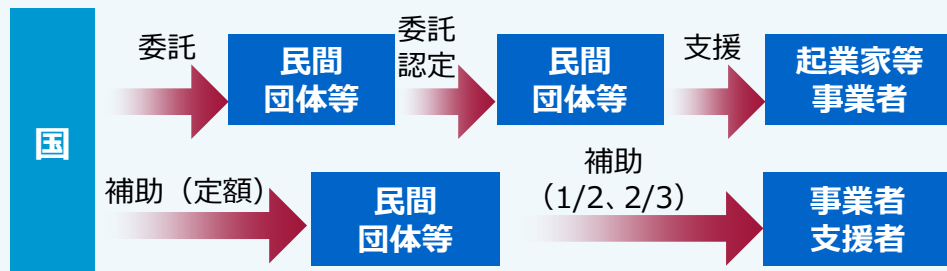 国
委託
民間
団体等
委託
認定
民間
団体等
支援
起業家等
事業者
補助（定額）
民間
団体等
補助
（1/2、2/3）
事業者
支援者